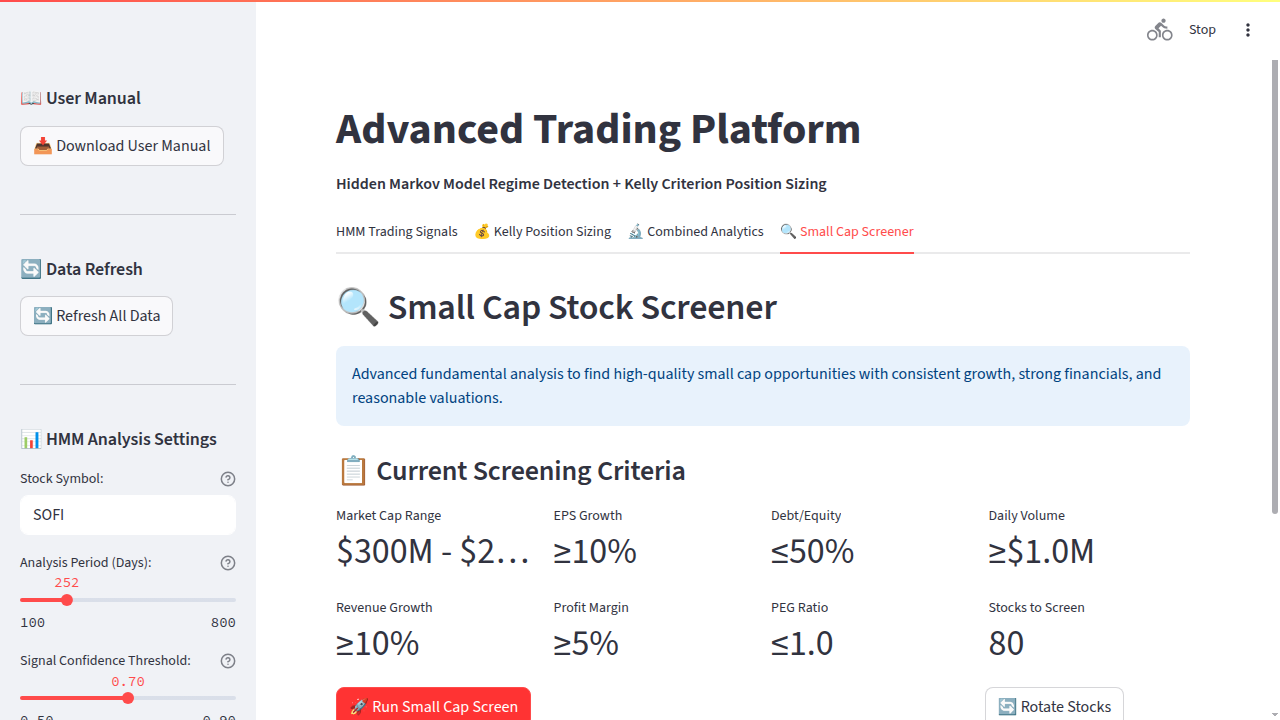 Stop
📖 User Manual
📥 Download User Manual
🔄 Data Refresh
🔄 Refresh All Data
📊 HMM Analysis Settings
Stock Symbol:
SOFI
Analysis Period (Days):
252
100 800
Signal Confidence Threshold:
0.70
0.50 0.90
Advanced Trading Platform
Hidden Markov Model Regime Detection + Kelly Criterion Position Sizing
HMM Trading Signals 💰 Kelly Position Sizing 🔬 Combined Analytics 🔍 Small Cap Screener
🔍 Small Cap Stock Screener
Advanced fundamental analysis to find high-quality small cap opportunities with consistent growth, strong financials, and
reasonable valuations.
📋 Current Screening Criteria
Market Cap Range EPS Growth Debt/Equity Daily Volume
$300M - $2… ≥10% ≤50% ≥$1.0M
Revenue Growth Profit Margin PEG Ratio Stocks to Screen
≥10% ≥5% ≤1.0 80
🚀 Run Small Cap Screen 🔄 Rotate Stocks